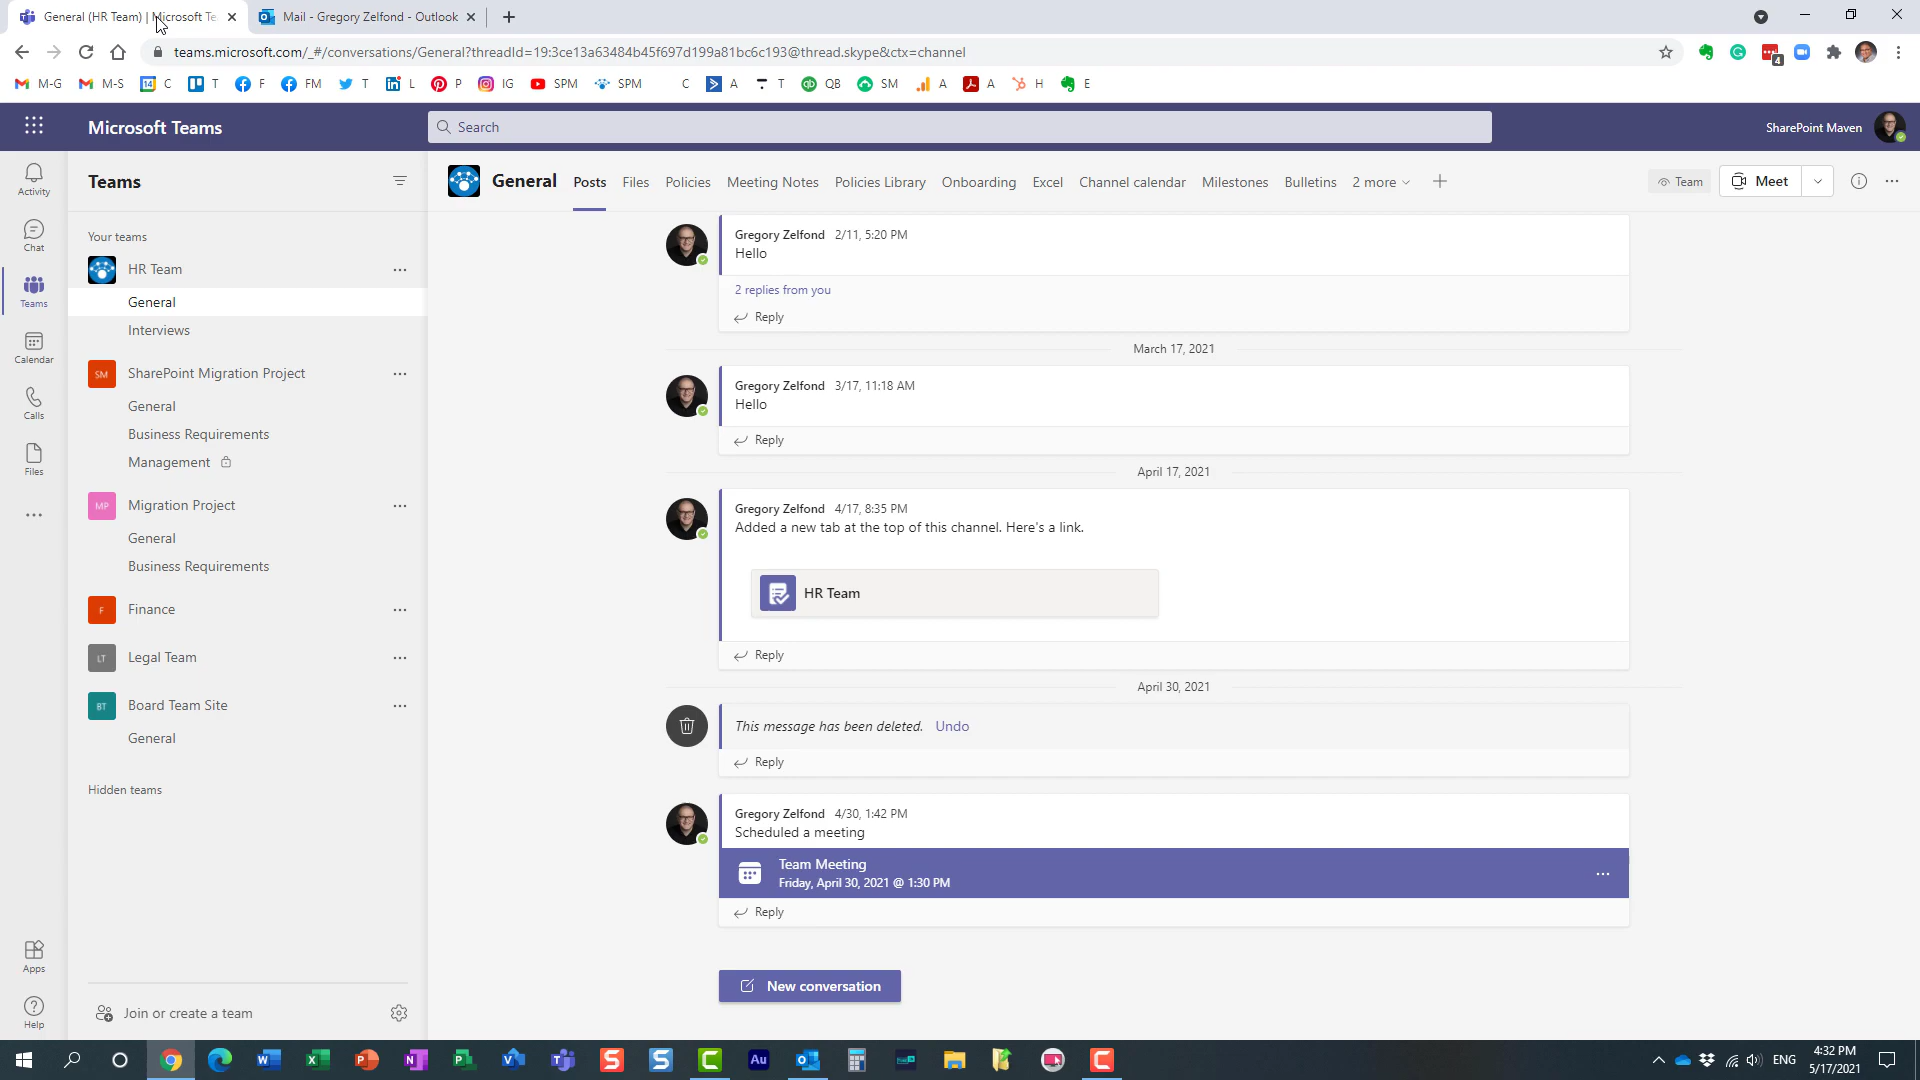 General (HR Team) | Microsoft Te
Mail - Gregory Zelfond - Outlook
teams.microsoft.com/_#/conversations/General?threadId=19:3ce13a63484b45f697d199a81bc6c193@thread.skype&ctx=channel
4
M-G
M-S
14
C
T
F
FM
T
L
P
IG
SPM
SPM
C
A
T
QB
SM
A
A
H
E
Microsoft Teams
Search
SharePoint Maven
Activity
Chat
Teams
Calendar
Calls
Files
Apps
Help
Teams
Your teams
HR Team
General
Interviews
SM
SharePoint Migration Project
General
Business Requirements
Management
MP
Migration Project
General
Business Requirements
F
Finance
LT
Legal Team
BT
Board Team Site
General
Hidden teams
Join or create a team
General
Posts
Files
Policies
Meeting Notes
Policies Library
Onboarding
Excel
Channel calendar
Milestones
Bulletins
2 more
Team
Meet
Gregory Zelfond 2/11, 5:20 PM
Hello
2 replies from you
Reply
March 17, 2021
Gregory Zelfond 3/17, 11:18 AM
Hello
Reply
April 17, 2021
Gregory Zelfond 4/17, 8:35 PM
Added a new tab at the top of this channel. Here's a link.
HR Team
Reply
April 30, 2021
This message has been deleted. Undo
Reply
Gregory Zelfond 4/30, 1:42 PM
Scheduled a meeting
Team Meeting
Friday, April 30, 2021 @ 1:30 PM
Reply
New conversation
Au
ENG
4:32 PM
5/17/2021